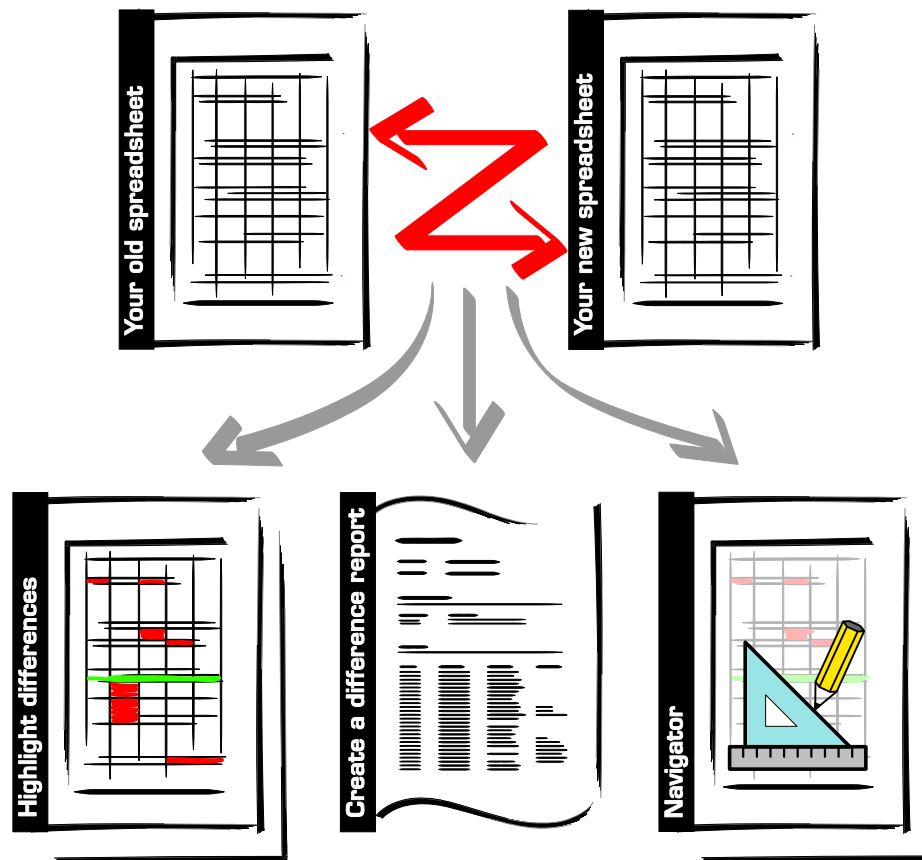 Your old spreadsheet
Your new spreadsheet
Highlight differences
Create a difference report
Navigator